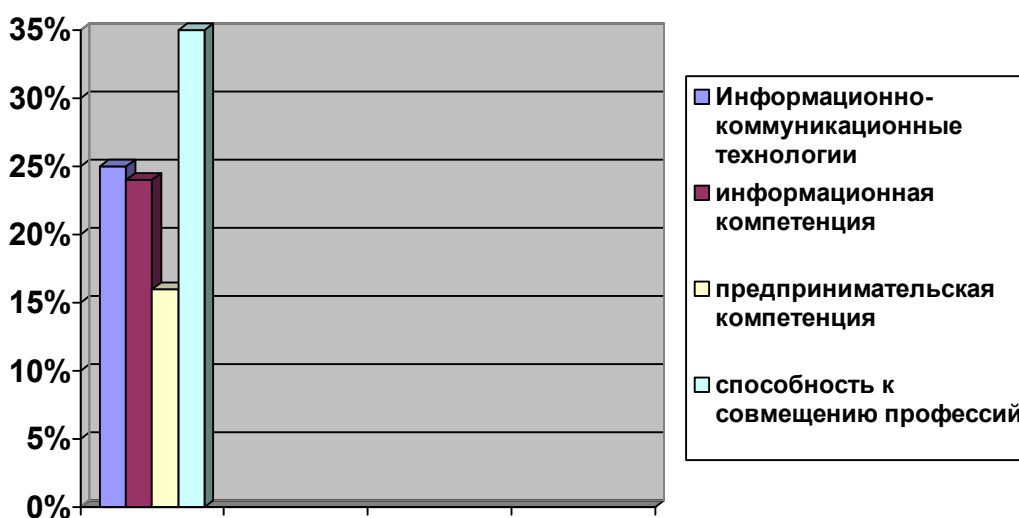 35%
30%
25%
20%
15%
10%
5%
0%
Информационно-
коммуникационные
технологии
информационная
компетенция
предпринимательская
компетенция
способность к
совмещению профессий